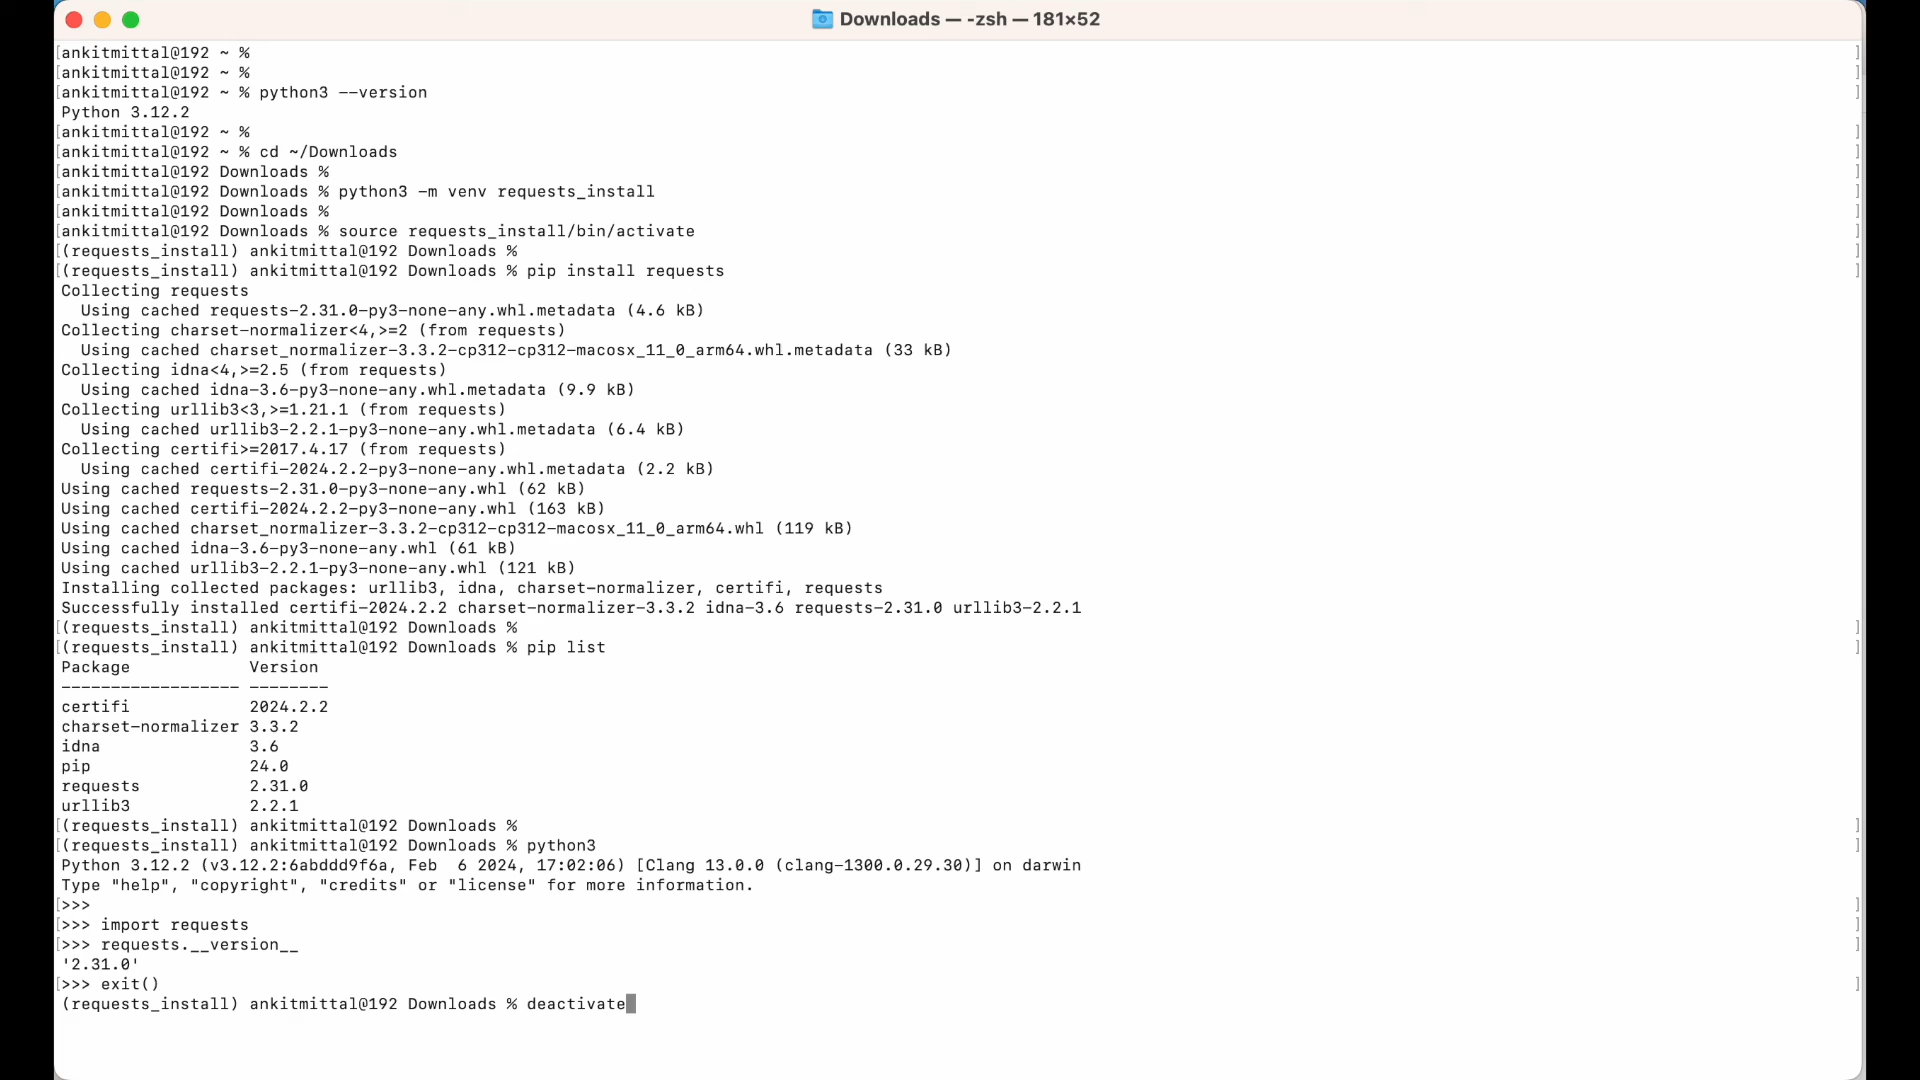 Downloads — -zsh — 181×52
[ankitmittal@192 ~ % ]
[ankitmittal@192 ~ % ]
[ankitmittal@192 ~ % python3 --version ]
Python 3.12.2
[ankitmittal@192 ~ % ]
[ankitmittal@192 ~ % cd ~/Downloads ]
[ankitmittal@192 Downloads % ]
[ankitmittal@192 Downloads % python3 -m venv requests_install ]
[ankitmittal@192 Downloads % ]
[ankitmittal@192 Downloads % source requests_install/bin/activate ]
[(requests_install) ankitmittal@192 Downloads % ]
[(requests_install) ankitmittal@192 Downloads % pip install requests ]
Collecting requests
  Using cached requests-2.31.0-py3-none-any.whl.metadata (4.6 kB)
Collecting charset-normalizer<4,>=2 (from requests)
  Using cached charset_normalizer-3.3.2-cp312-cp312-macosx_11_0_arm64.whl.metadata (33 kB)
Collecting idna<4,>=2.5 (from requests)
  Using cached idna-3.6-py3-none-any.whl.metadata (9.9 kB)
Collecting urllib3<3,>=1.21.1 (from requests)
  Using cached urllib3-2.2.1-py3-none-any.whl.metadata (6.4 kB)
Collecting certifi>=2017.4.17 (from requests)
  Using cached certifi-2024.2.2-py3-none-any.whl.metadata (2.2 kB)
Using cached requests-2.31.0-py3-none-any.whl (62 kB)
Using cached certifi-2024.2.2-py3-none-any.whl (163 kB)
Using cached charset_normalizer-3.3.2-cp312-cp312-macosx_11_0_arm64.whl (119 kB)
Using cached idna-3.6-py3-none-any.whl (61 kB)
Using cached urllib3-2.2.1-py3-none-any.whl (121 kB)
Installing collected packages: urllib3, idna, charset-normalizer, certifi, requests
Successfully installed certifi-2024.2.2 charset-normalizer-3.3.2 idna-3.6 requests-2.31.0 urllib3-2.2.1
[(requests_install) ankitmittal@192 Downloads % ]
[(requests_install) ankitmittal@192 Downloads % pip list ]
Package            Version
------------------ --------
certifi            2024.2.2
charset-normalizer 3.3.2
idna               3.6
pip                24.0
requests           2.31.0
urllib3            2.2.1
[(requests_install) ankitmittal@192 Downloads % ]
[(requests_install) ankitmittal@192 Downloads % python3 ]
Python 3.12.2 (v3.12.2:6abddd9f6a, Feb  6 2024, 17:02:06) [Clang 13.0.0 (clang-1300.0.29.30)] on darwin
Type "help", "copyright", "credits" or "license" for more information.
[>>> ]
[>>> import requests ]
[>>> requests.__version__ ]
'2.31.0'
[>>> exit() ]
(requests_install) ankitmittal@192 Downloads % deactivate